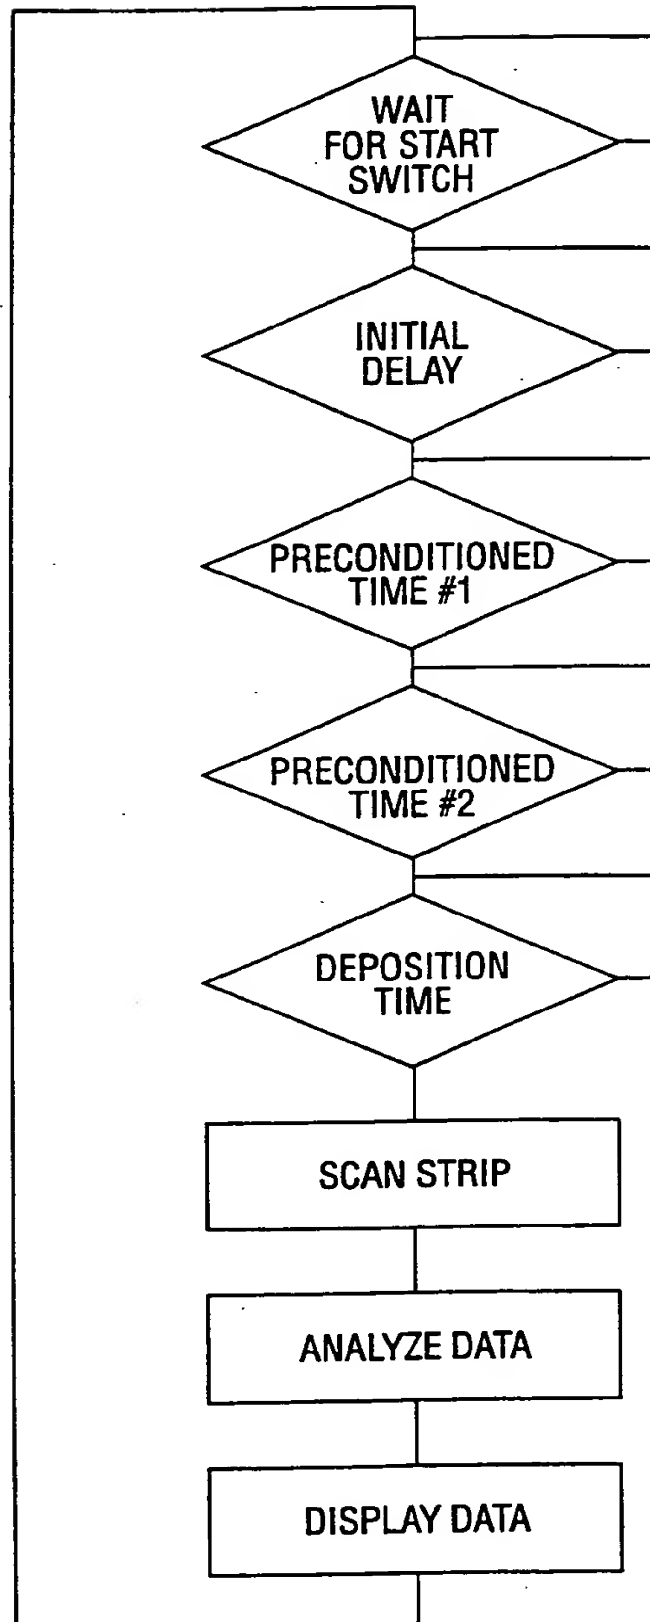 WAIT
FOR START
SWITCH
INITIAL
DELAY
PRECONDITIONED
TIME #1
PRECONDITIONED
TIME #2
DEPOSITION
TIME
SCAN STRIP
ANALYZE DATA
DISPLAY DATA